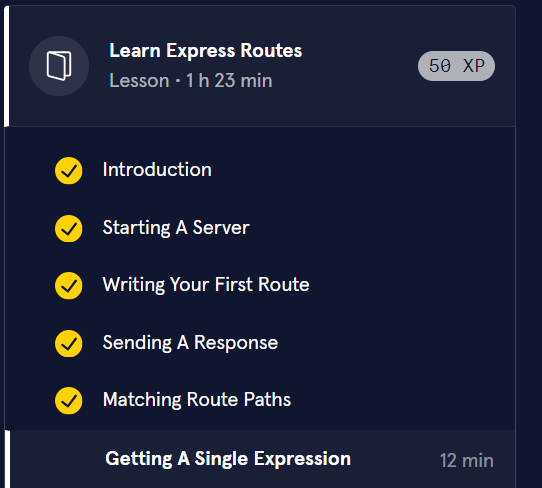 Learn Express Routes
Lesson · 1 h 23 min
50 XP
Introduction
Starting A Server
Writing Your First Route
Sending A Response
Matching Route Paths
Getting A Single Expression
12 min